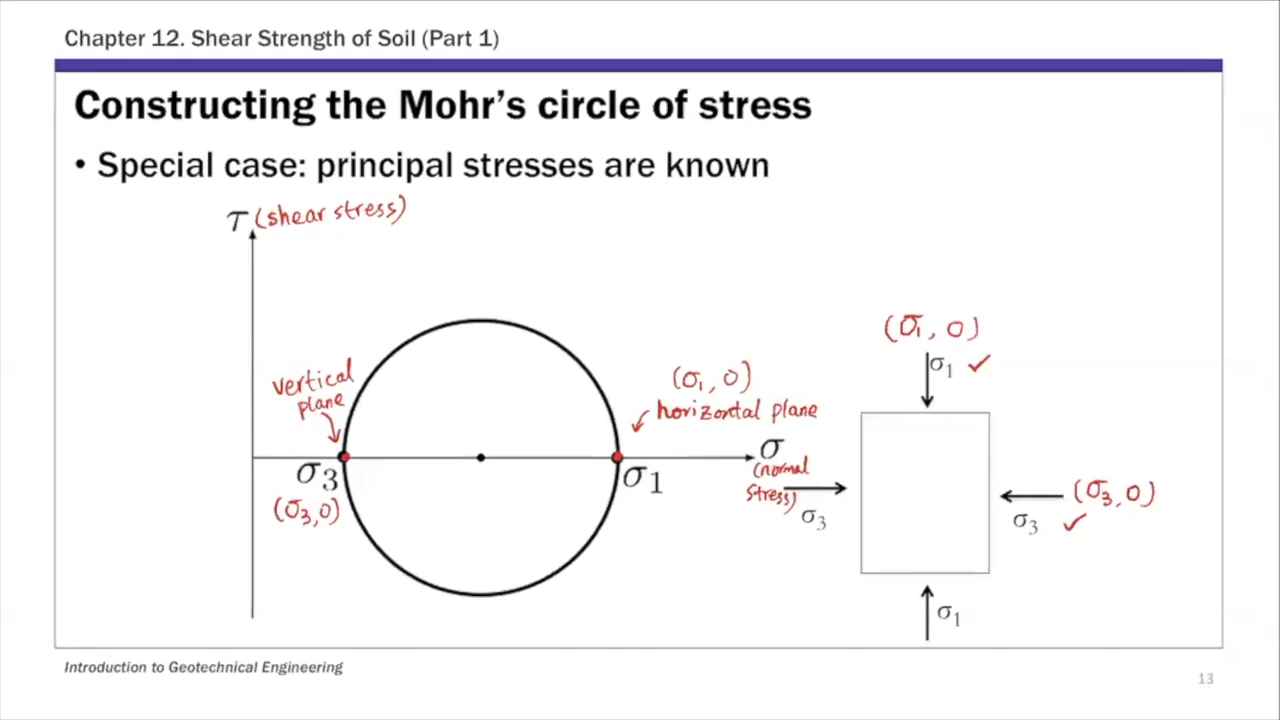 Chapter 12. Shear Strength of Soil (Part 1)
Constructing the Mohr's circle of stress
• Special case: principal stresses are known
τ (shear stress)
(σ₁, 0)
σ₁ ✓
vertical
plane
(σ₁, 0)
horizontal plane
σ
(normal
stress)
σ₃
(σ₃, 0)
σ₁
σ₃
(σ₃, 0)
σ₃ ✓
σ₁
Introduction to Geotechnical Engineering
13